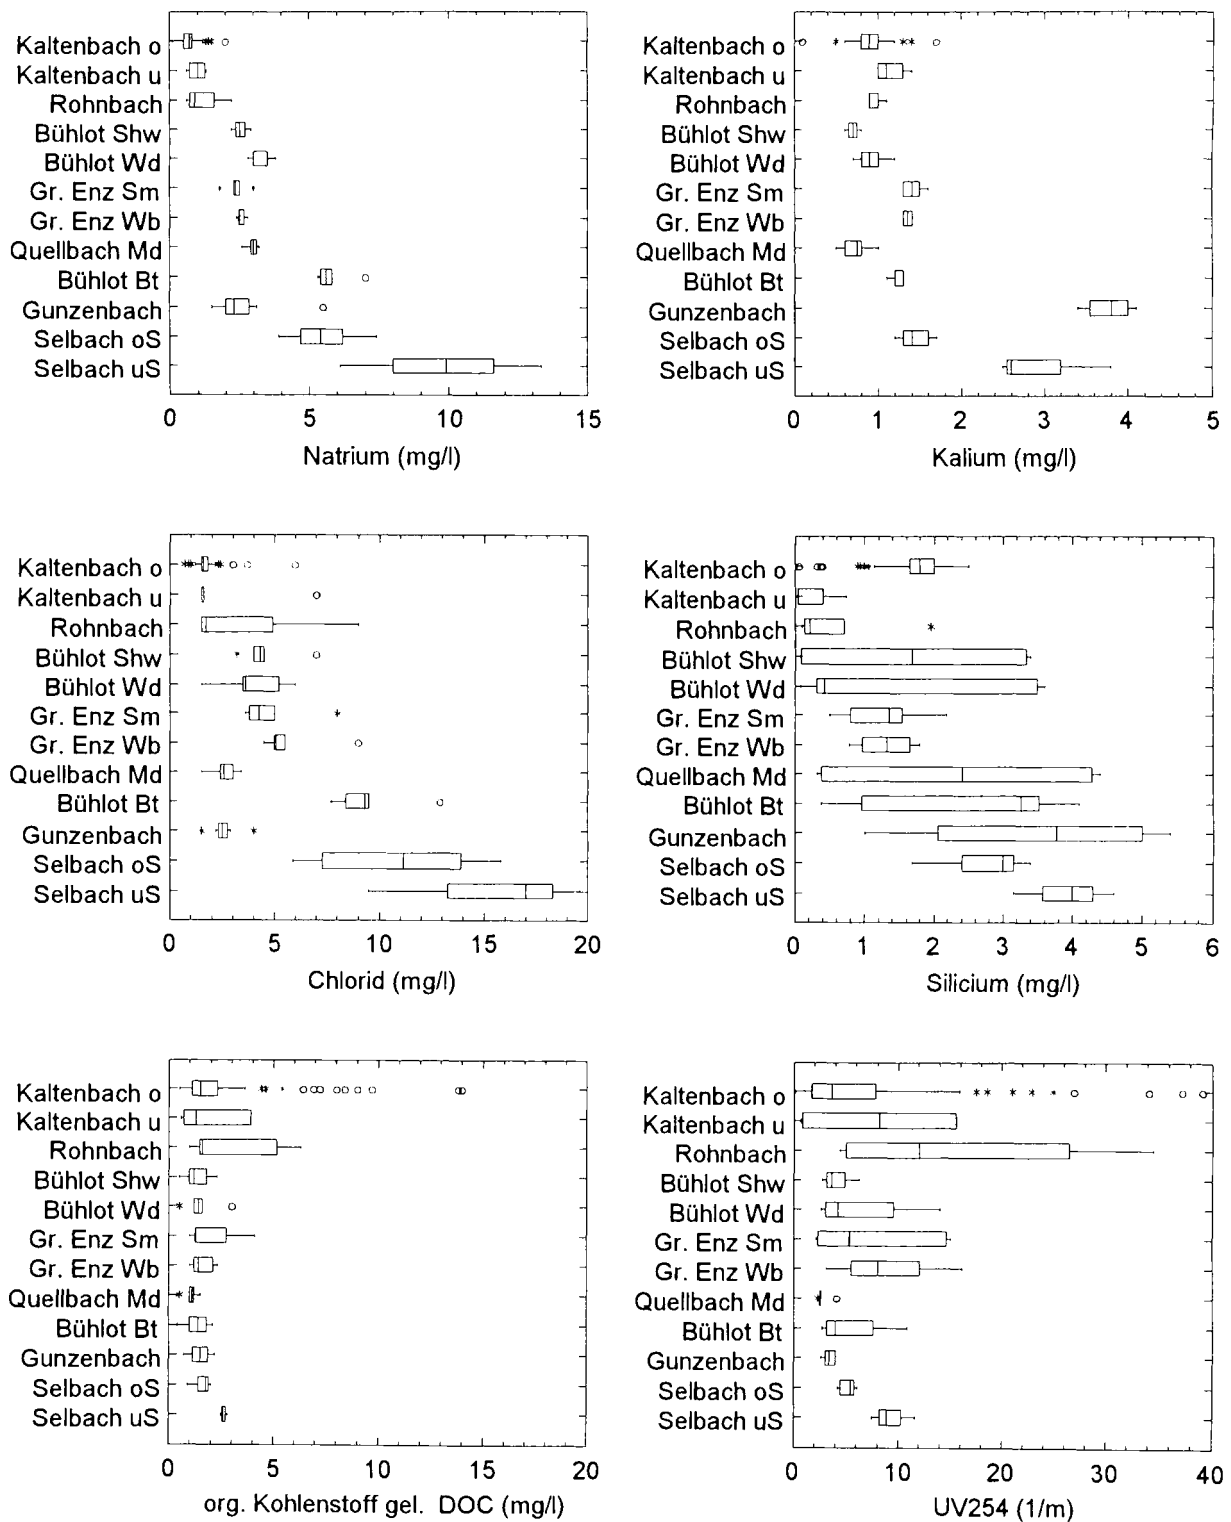 Kaltenbach o
Kaltenbach u
Rohnbach
Bühlot Shw
Bühlot Wd
Gr. Enz Sm
Gr. Enz Wb
Quellbach Md
Bühlot Bt
Gunzenbach
Selbach oS
Selbach uS
0 5 10 15
Natrium (mg/l)
Kaltenbach o
Kaltenbach u
Rohnbach
Bühlot Shw
Bühlot Wd
Gr. Enz Sm
Gr. Enz Wb
Quellbach Md
Bühlot Bt
Gunzenbach
Selbach oS
Selbach uS
0 1 2 3 4 5
Kalium (mg/l)
Kaltenbach o
Kaltenbach u
Rohnbach
Bühlot Shw
Bühlot Wd
Gr. Enz Sm
Gr. Enz Wb
Quellbach Md
Bühlot Bt
Gunzenbach
Selbach oS
Selbach uS
0 5 10 15 20
Chlorid (mg/l)
Kaltenbach o
Kaltenbach u
Rohnbach
Bühlot Shw
Bühlot Wd
Gr. Enz Sm
Gr. Enz Wb
Quellbach Md
Bühlot Bt
Gunzenbach
Selbach oS
Selbach uS
0 1 2 3 4 5 6
Silicium (mg/l)
Kaltenbach o
Kaltenbach u
Rohnbach
Bühlot Shw
Bühlot Wd
Gr. Enz Sm
Gr. Enz Wb
Quellbach Md
Bühlot Bt
Gunzenbach
Selbach oS
Selbach uS
0 5 10 15 20
org. Kohlenstoff gel. DOC (mg/l)
Kaltenbach o
Kaltenbach u
Rohnbach
Bühlot Shw
Bühlot Wd
Gr. Enz Sm
Gr. Enz Wb
Quellbach Md
Bühlot Bt
Gunzenbach
Selbach oS
Selbach uS
0 10 20 30 40
UV254 (1/m)